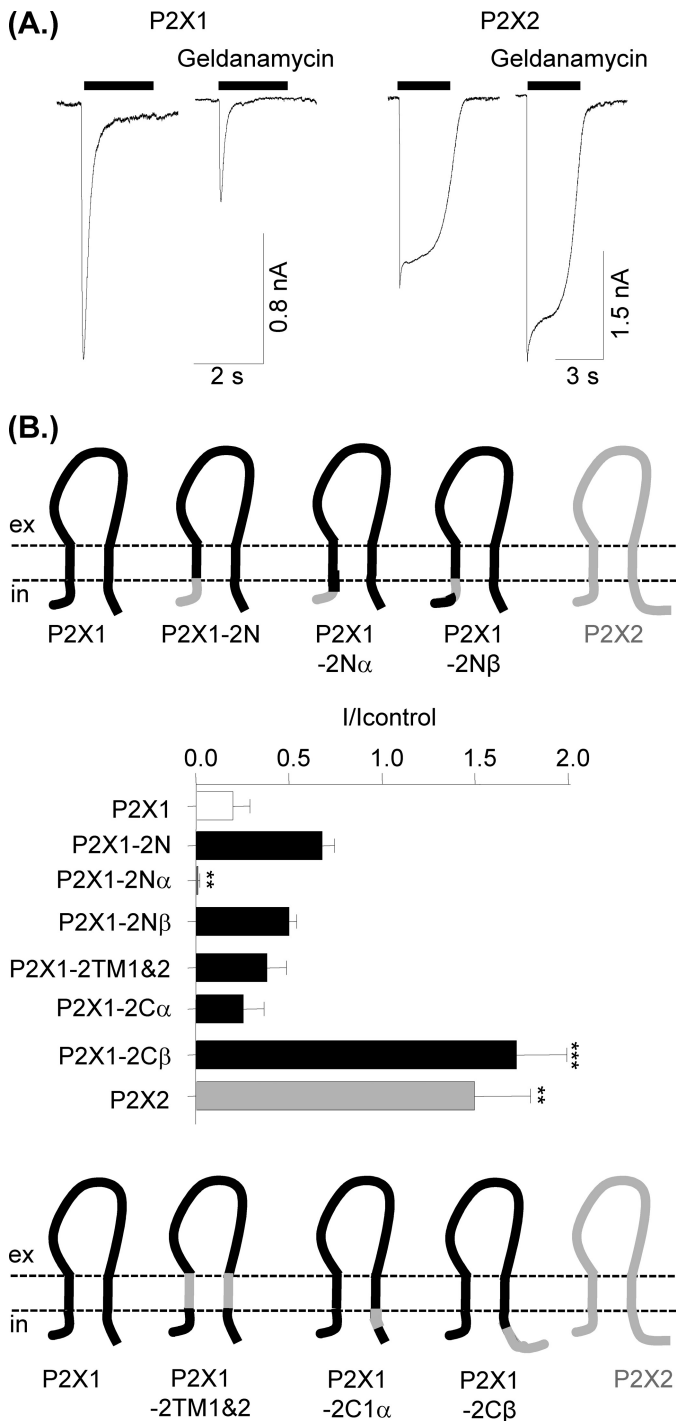 (A.)
P2X1 P2X2
Geldanamycin Geldanamycin
0.8 nA
2 s
1.5 nA
3 s
(B.)
ex
in
P2X1 P2X1-2N P2X1 P2X1 P2X2
-2Nα -2Nβ
I/Icontrol
0.0 0.5 1.0 1.5 2.0
P2X1
P2X1-2N
P2X1-2Nα **
P2X1-2Nβ
P2X1-2TM1&2
P2X1-2Cα
P2X1-2Cβ ***
P2X2 **
ex
in
P2X1 P2X1 P2X1 P2X1 P2X2
-2TM1&2 -2C1α -2Cβ